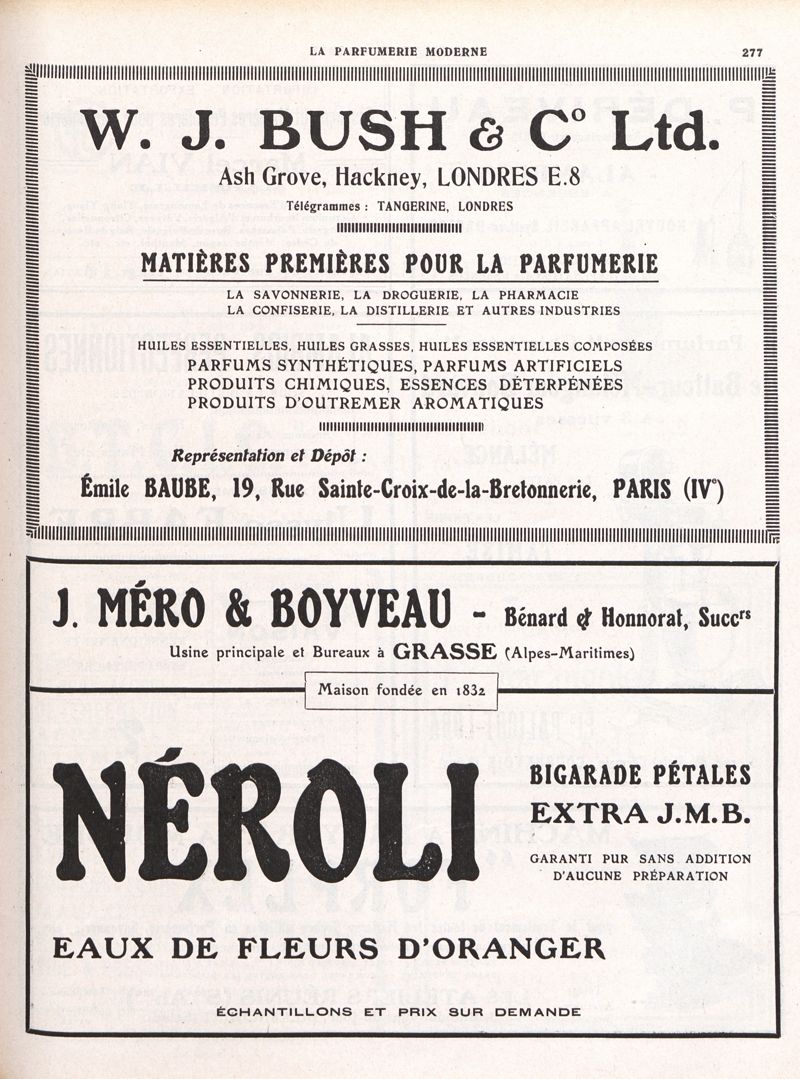 LA PARFUMERIE MODERNE 277
W. J. BUSH & Cº Ltd.
Ash Grove, Hackney, LONDRES E.8
Télégrammes : TANGERINE, LONDRES
MATIÈRES PREMIÈRES POUR LA PARFUMERIE
LA SAVONNERIE, LA DROGUERIE, LA PHARMACIE
LA CONFISERIE, LA DISTILLERIE ET AUTRES INDUSTRIES
HUILES ESSENTIELLES, HUILES GRASSES, HUILES ESSENTIELLES COMPOSÉES
PARFUMS SYNTHÉTIQUES, PARFUMS ARTIFICIELS
PRODUITS CHIMIQUES, ESSENCES DÉTERPÉNÉES
PRODUITS D'OUTREMER AROMATIQUES
Représentation et Dépôt :
Émile BAUBE, 19, Rue Sainte-Croix-de-la-Bretonnerie, PARIS (IVᵉ)
J. MÉRO & BOYVEAU - Bénard & Honnorat, Succʳˢ
Usine principale et Bureaux à GRASSE (Alpes-Maritimes)
Maison fondée en 1832
NÉROLI
BIGARADE PÉTALES
EXTRA J.M.B.
GARANTI PUR SANS ADDITION
D'AUCUNE PRÉPARATION
EAUX DE FLEURS D'ORANGER
ÉCHANTILLONS ET PRIX SUR DEMANDE